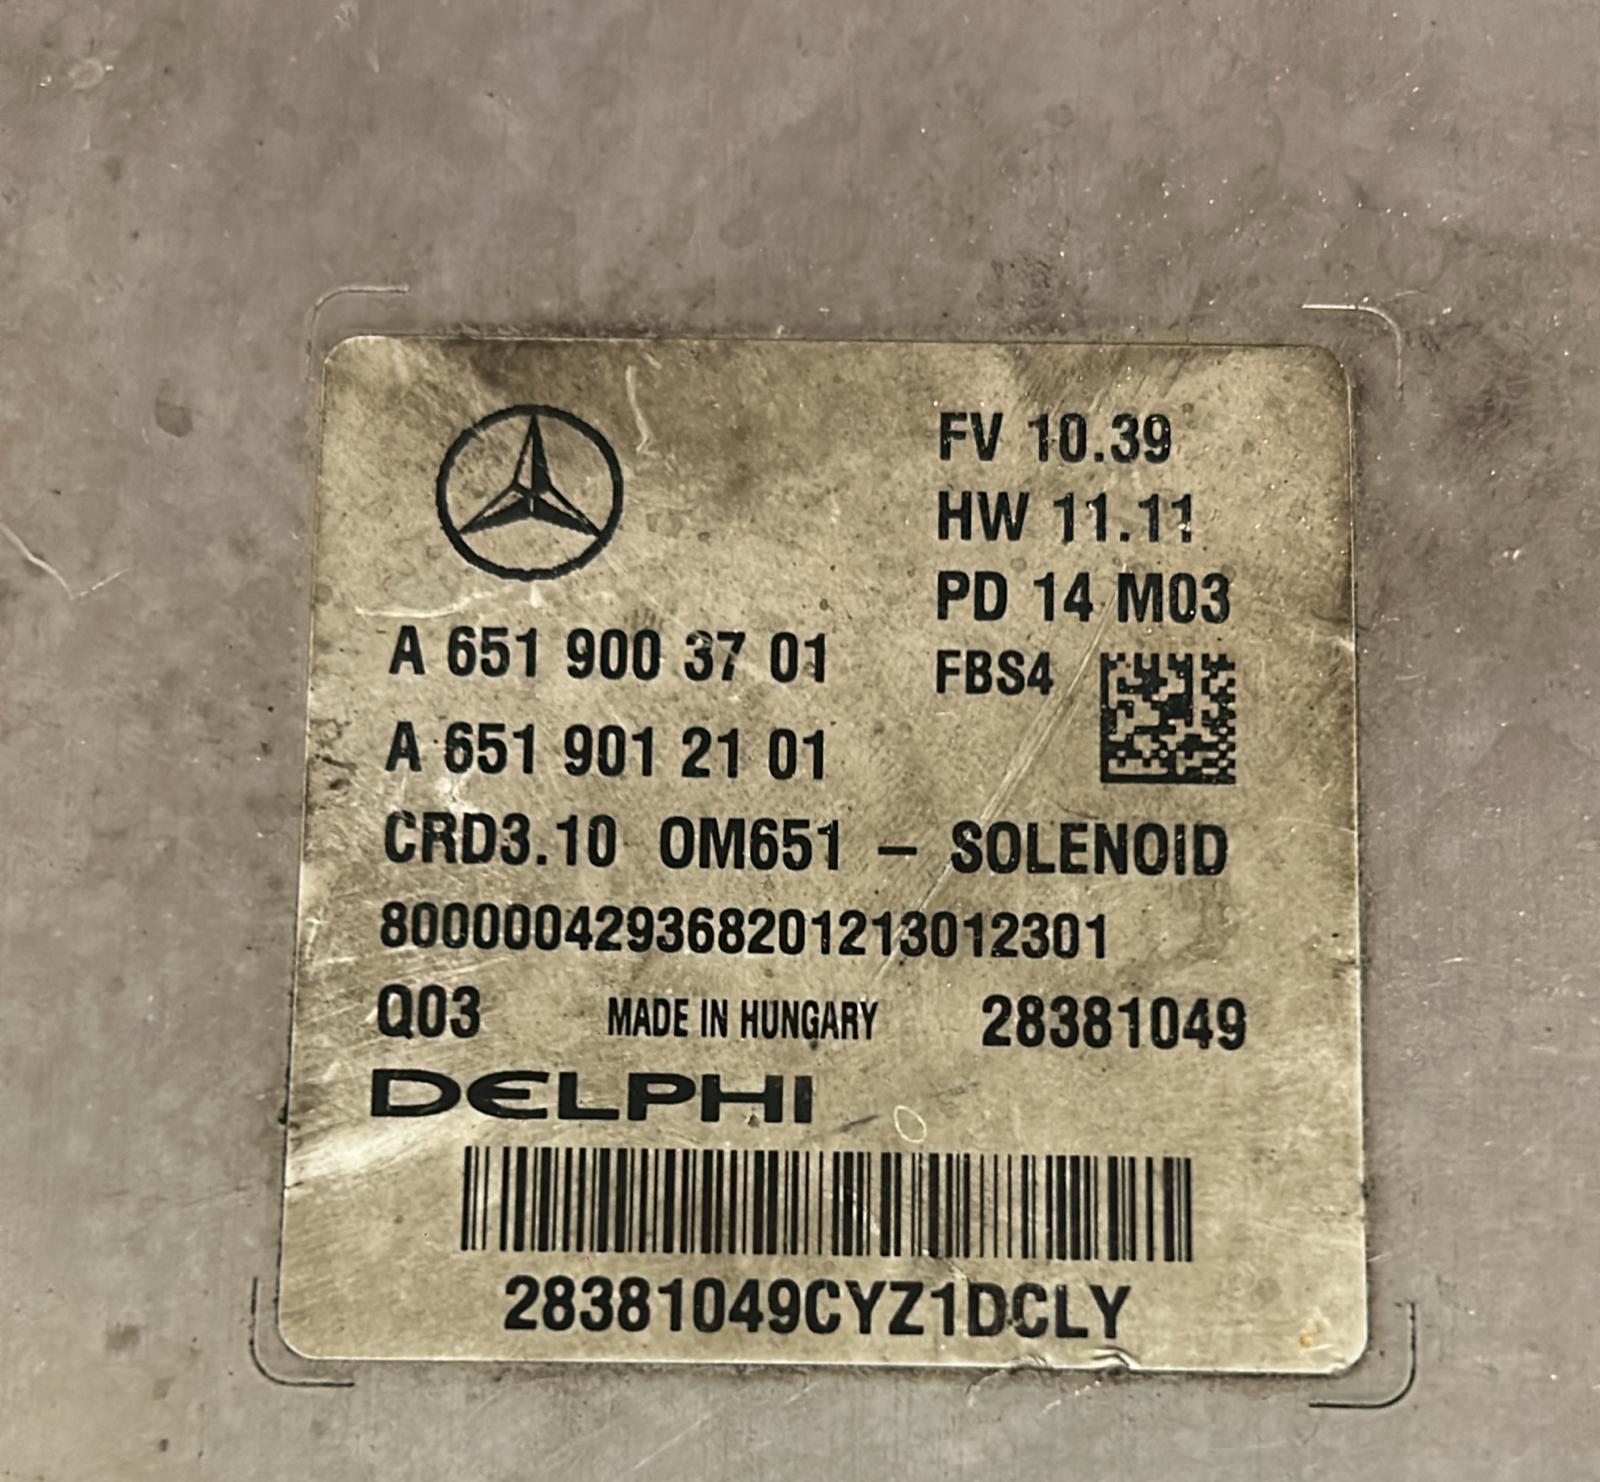 FV 10.39
HW 11.11
PD 14 M03
FBS4
A 651 900 37 01
A 651 901 21 01
CRD3.10 OM651 – SOLENOID
800000429368201213012301
Q03 MADE IN HUNGARY 28381049
DELPHI
28381049CYZ1DCLY